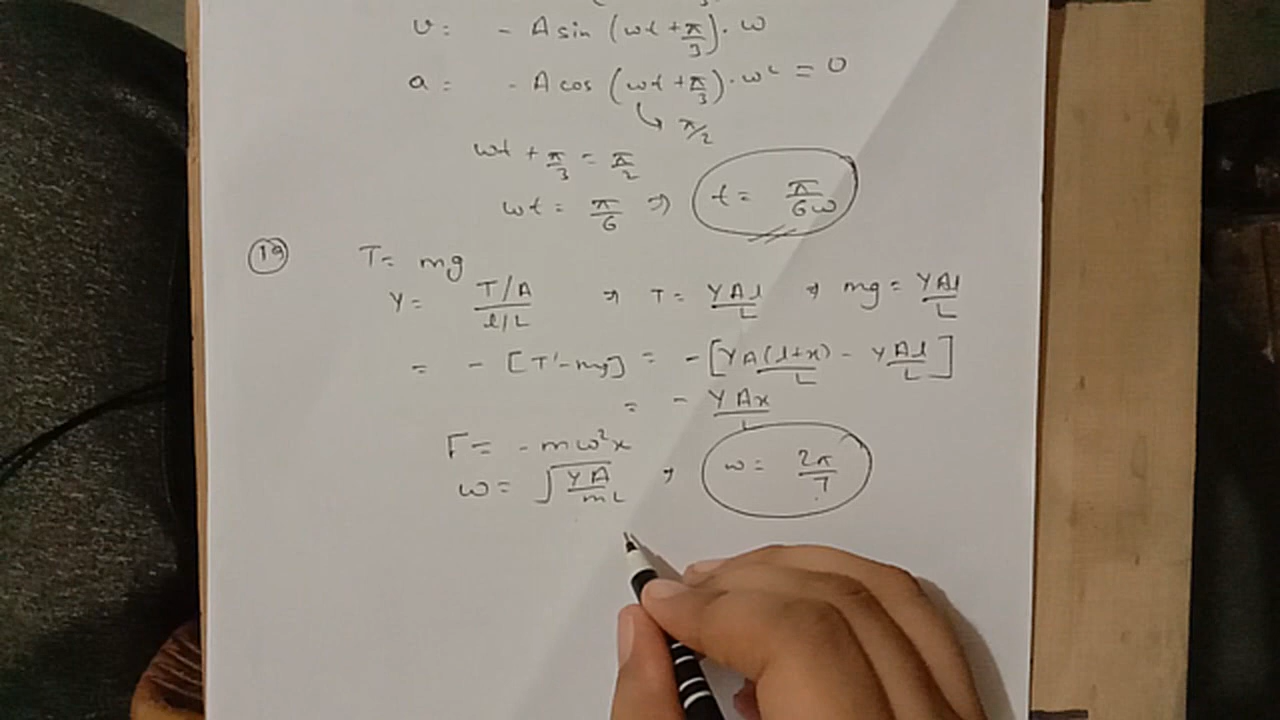 v = - A sin (ωt + π/3) . ω
a = - A cos (ωt + π/3) . ω² = 0
↳ π/2
ωt + π/3 = π/2
ωt = π/6 ⇒ t = π/6ω
19 T = mg
Y = T/A / l/L ⇒ T = YAl/L ⇒ mg = YAl/L
= - [T' - mg] = - [YA(l+x)/L - YAl/L]
= - YAx/L
F = - mω²x
ω = √YA/mL , ω = 2π/T